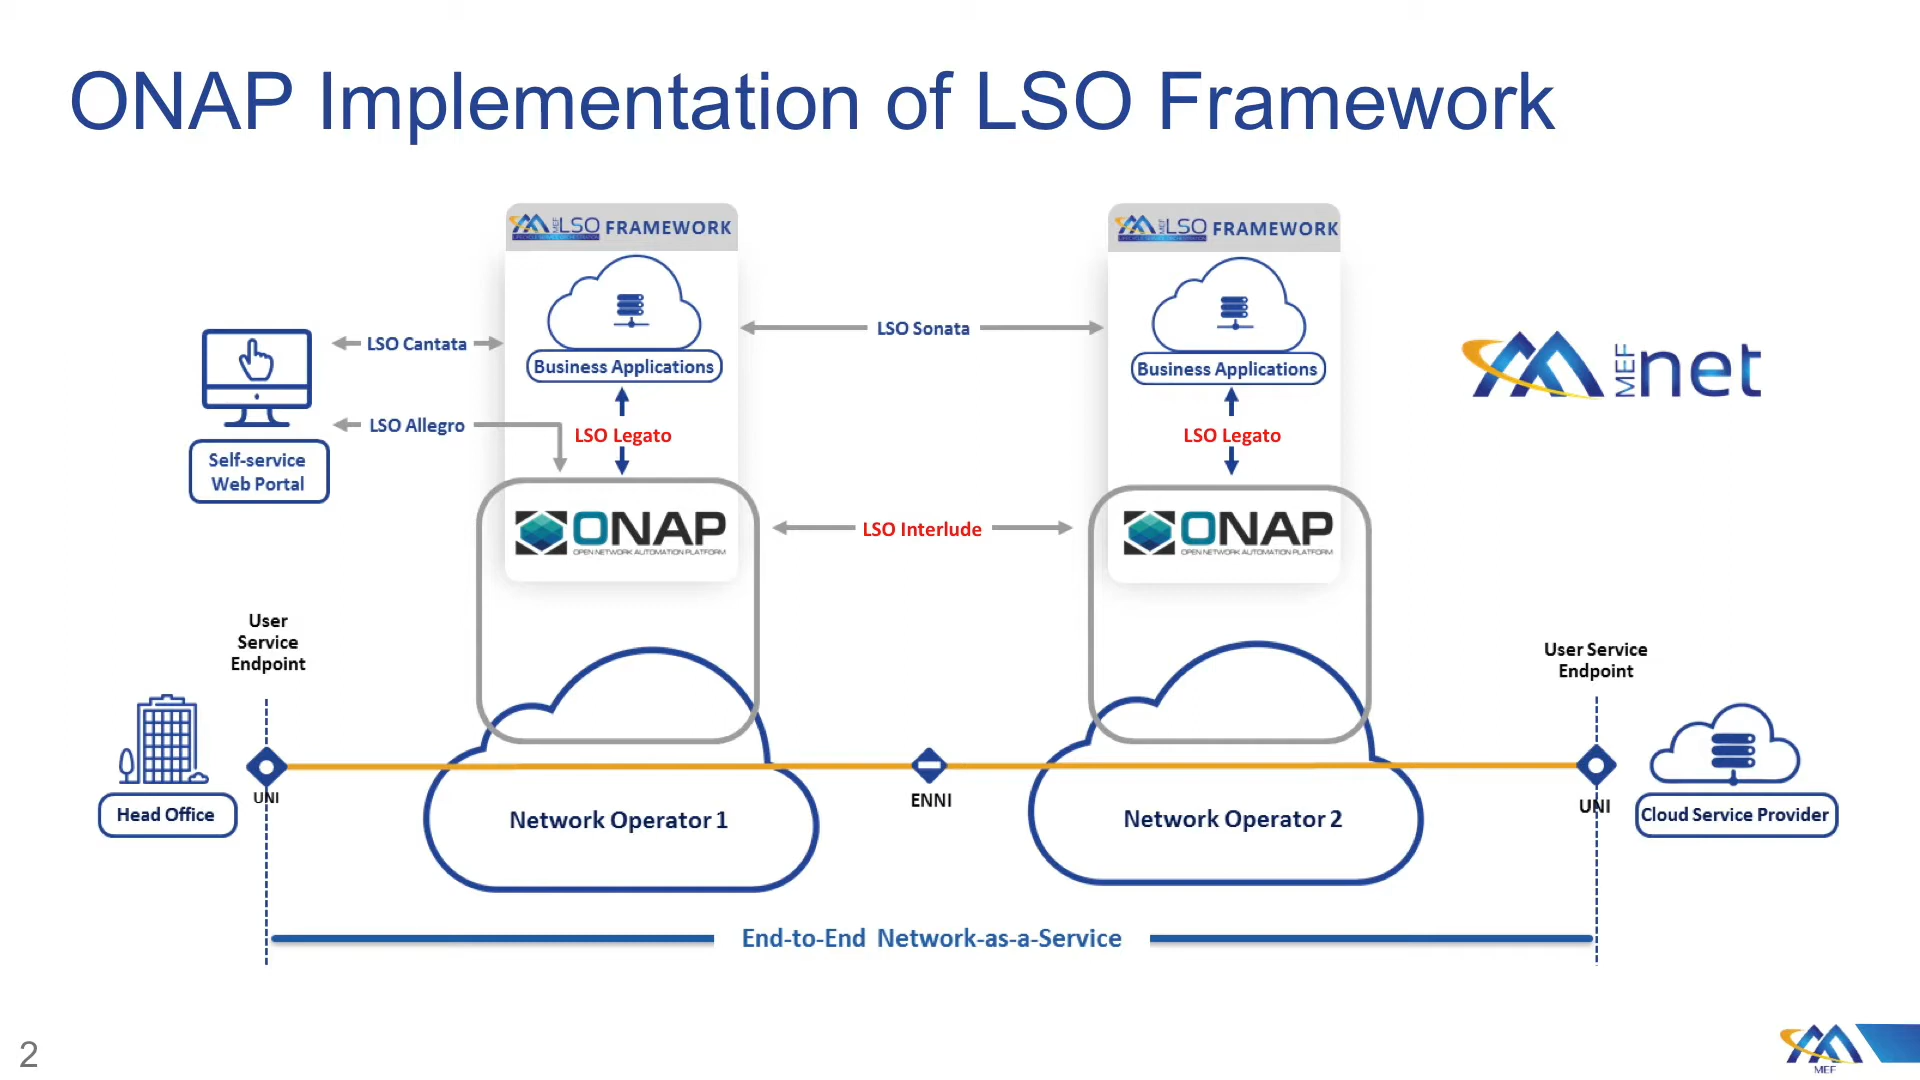 ONAP Implementation of LSO Framework
MEF LSO FRAMEWORK
MEF LSO FRAMEWORK
LSO Cantata
LSO Sonata
Business Applications
Business Applications
MEF net
LSO Allegro
LSO Legato
LSO Legato
Self-service
Web Portal
ONAP
OPEN NETWORK AUTOMATION PLATFORM
LSO Interlude
ONAP
OPEN NETWORK AUTOMATION PLATFORM
User
Service
Endpoint
User Service
Endpoint
UNI
ENNI
UNI
Head Office
Network Operator 1
Network Operator 2
Cloud Service Provider
End-to-End Network-as-a-Service
2
MEF